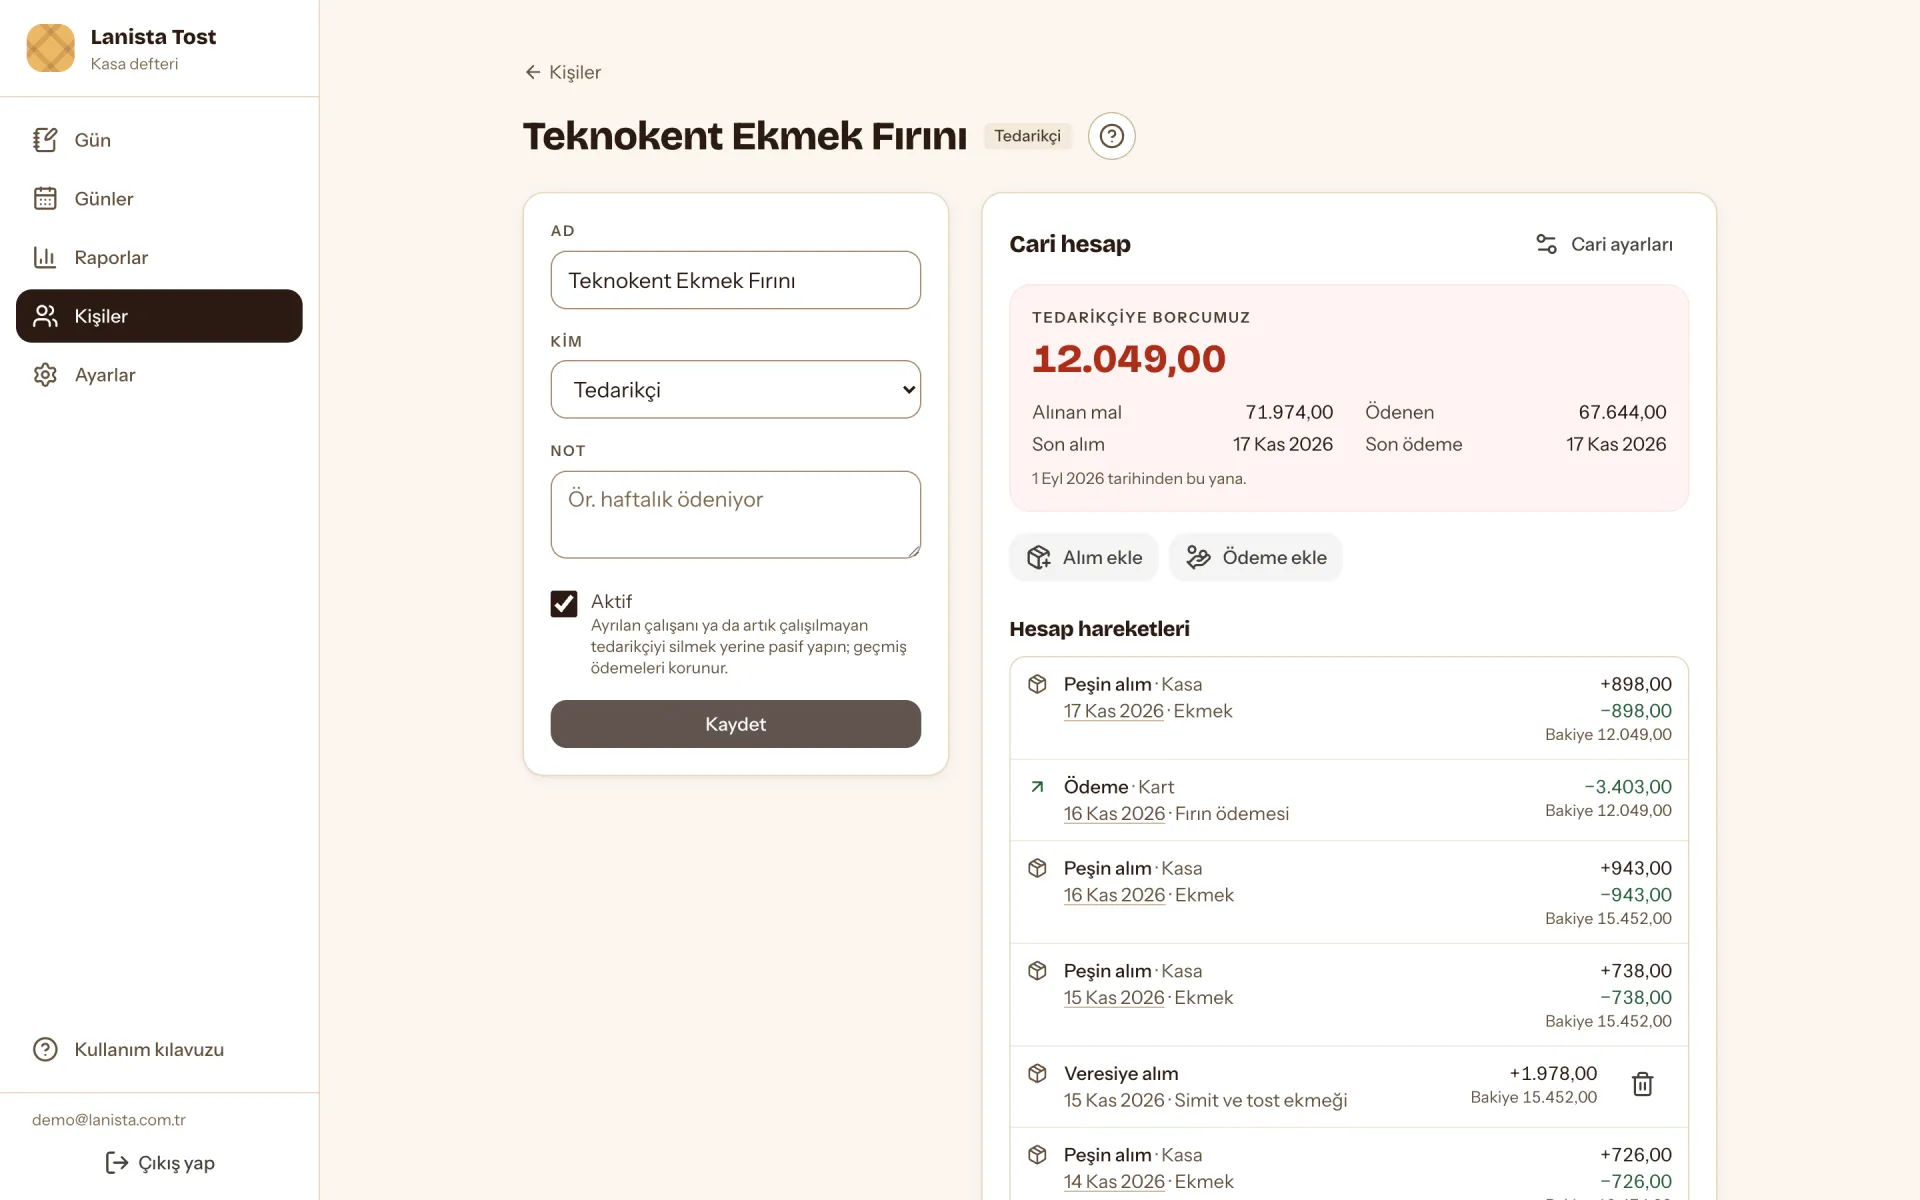 Lanista Tost
Kasa defteri
Gün
Günler
Raporlar
Kişiler
Ayarlar
Kullanım kılavuzu
demo@lanista.com.tr
Çıkış yap
Kişiler
Teknokent Ekmek Fırını
Tedarikçi
AD
Teknokent Ekmek Fırını
KİM
Tedarikçi
NOT
Ör. haftalık ödeniyor
Aktif
Ayrılan çalışanı ya da artık çalışılmayan
tedarikçiyi silmek yerine pasif yapın; geçmiş
ödemeleri korunur.
Kaydet
Cari hesap
Cari ayarları
TEDARİKÇİYE BORCUMUZ
12.049,00
Alınan mal 71.974,00 Ödenen 67.644,00
Son alım 17 Kas 2026 Son ödeme 17 Kas 2026
1 Eyl 2026 tarihinden bu yana.
Alım ekle
Ödeme ekle
Hesap hareketleri
Peşin alım · Kasa +898,00
17 Kas 2026 · Ekmek −898,00
Bakiye 12.049,00
Ödeme · Kart −3.403,00
16 Kas 2026 · Fırın ödemesi Bakiye 12.049,00
Peşin alım · Kasa +943,00
16 Kas 2026 · Ekmek −943,00
Bakiye 15.452,00
Peşin alım · Kasa +738,00
15 Kas 2026 · Ekmek −738,00
Bakiye 15.452,00
Veresiye alım +1.978,00
15 Kas 2026 · Simit ve tost ekmeği Bakiye 15.452,00
Peşin alım · Kasa +726,00
14 Kas 2026 · Ekmek −726,00